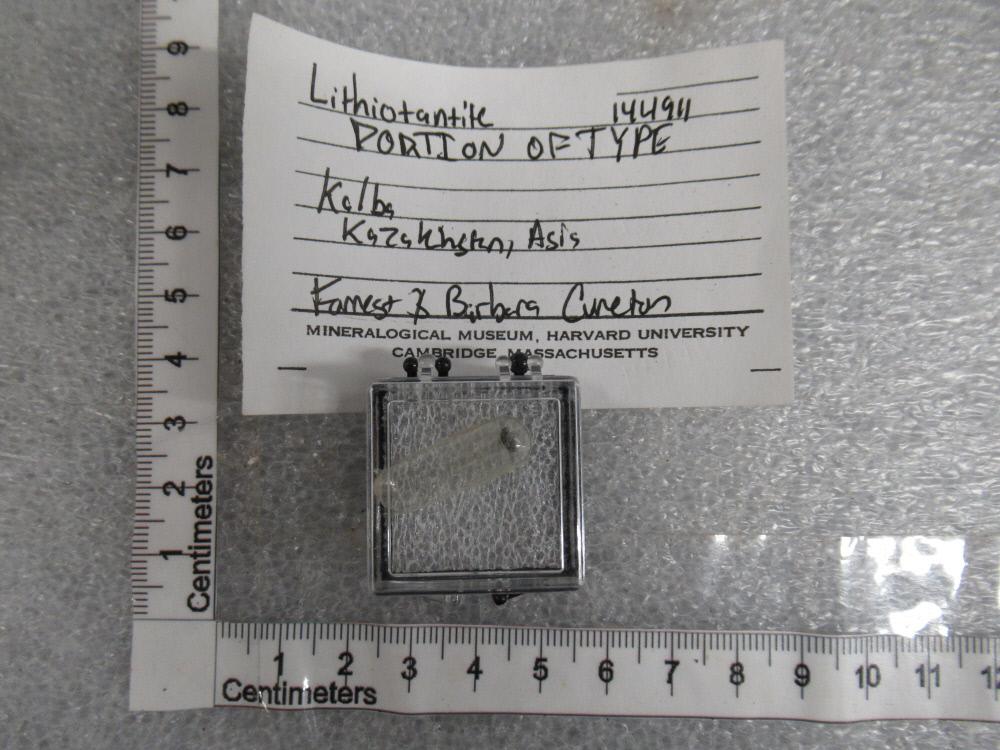 Lithiotantite 144911
PORTION OF TYPE
Kalba
Kazakhstan, Asia
Forrest & Barbara Cureton
MINERALOGICAL MUSEUM, HARVARD UNIVERSITY
CAMBRIDGE, MASSACHUSETTS
9
8
7
6
5
4
3
2
1
Centimeters
1 2 3 4 5 6 7 8 9 10 11
Centimeters